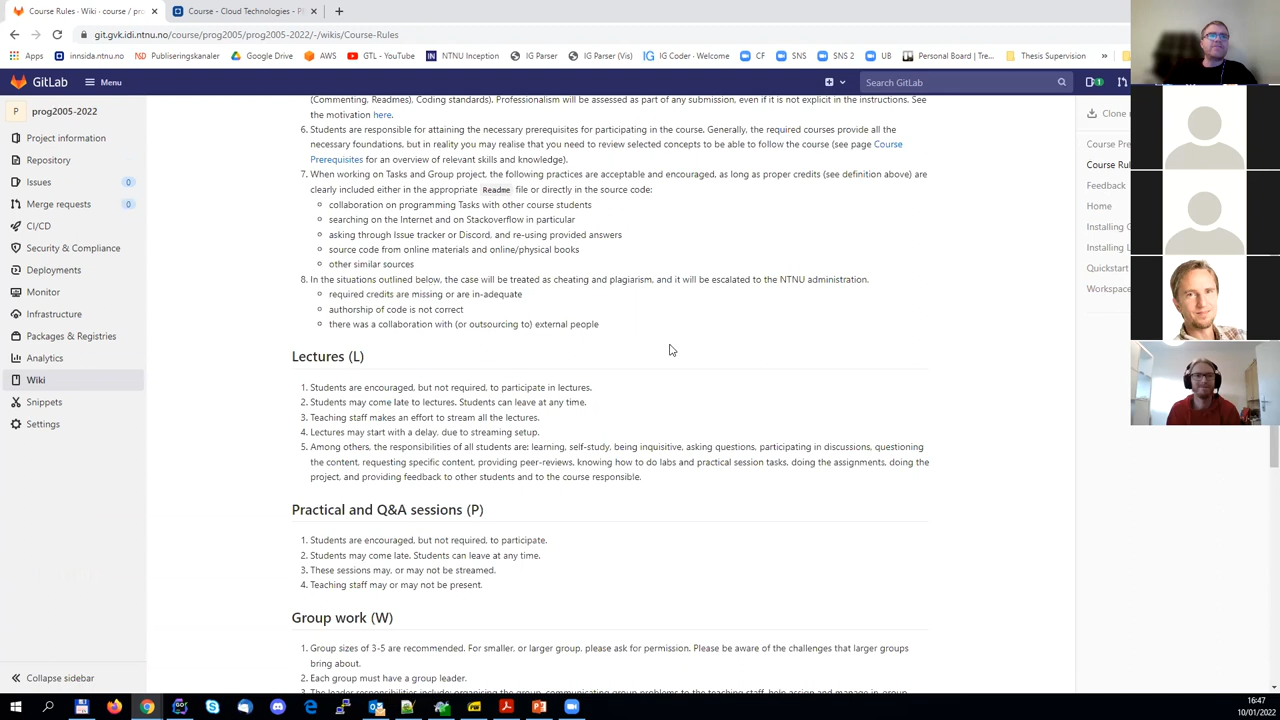 Course Rules · Wiki · course / pro
Course - Cloud Technologies - P
git.gvk.idi.ntnu.no/course/prog2005/prog2005-2022/-/wikis/Course-Rules
Apps
innsida.ntnu.no
Publiseringskanaler
Google Drive
AWS
GTL - YouTube
NTNU Inception
IG Parser
IG Parser (Vis)
IG Coder · Welcome
CF
SNS
SNS 2
UB
Personal Board | Tre...
Thesis Supervision
GitLab
Menu
Search GitLab
1
P prog2005-2022
Project information
Repository
Issues 0
Merge requests 0
CI/CD
Security & Compliance
Deployments
Monitor
Infrastructure
Packages & Registries
Analytics
Wiki
Snippets
Settings
Collapse sidebar
(Commenting, Readmes), Coding standards). Professionalism will be assessed as part of any submission, even if it is not explicit in the instructions. See
the motivation here.
6. Students are responsible for attaining the necessary prerequisites for participating in the course. Generally, the required courses provide all the
necessary foundations, but in reality you may realise that you need to review selected concepts to be able to follow the course (see page Course
Prerequisites for an overview of relevant skills and knowledge).
7. When working on Tasks and Group project, the following practices are acceptable and encouraged, as long as proper credits (see definition above) are
clearly included either in the appropriate Readme file or directly in the source code:
collaboration on programming Tasks with other course students
searching on the Internet and on Stackoverflow in particular
asking through Issue tracker or Discord, and re-using provided answers
source code from online materials and online/physical books
other similar sources
8. In the situations outlined below, the case will be treated as cheating and plagiarism, and it will be escalated to the NTNU administration.
required credits are missing or are in-adequate
authorship of code is not correct
there was a collaboration with (or outsourcing to) external people
Lectures (L)
1. Students are encouraged, but not required, to participate in lectures.
2. Students may come late to lectures. Students can leave at any time.
3. Teaching staff makes an effort to stream all the lectures.
4. Lectures may start with a delay, due to streaming setup.
5. Among others, the responsibilities of all students are: learning, self-study, being inquisitive, asking questions, participating in discussions, questioning
the content, requesting specific content, providing peer-reviews, knowing how to do labs and practical session tasks, doing the assignments, doing the
project, and providing feedback to other students and to the course responsible.
Practical and Q&A sessions (P)
1. Students are encouraged, but not required, to participate.
2. Students may come late. Students can leave at any time.
3. These sessions may, or may not be streamed.
4. Teaching staff may or may not be present.
Group work (W)
1. Group sizes of 3-5 are recommended. For smaller, or larger group, please ask for permission. Please be aware of the challenges that larger groups
bring about.
2. Each group must have a group leader.
3. The leader responsibilities include: organising the group, communicating group problems to the teaching staff, help assign and manage in-group
Clone
Course Pre
Course Rul
Feedback
Home
Installing
Installing L
Quickstart
Workspace
16:47
10/01/2022